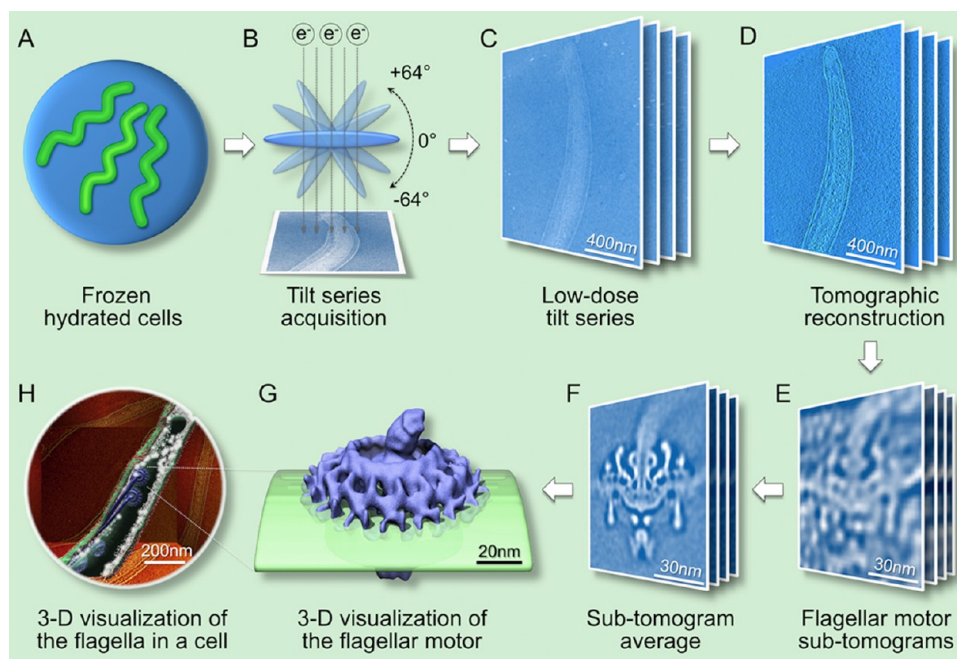 A
B
e⁻ e⁻ e⁻
+64°
0°
-64°
C
400nm
D
400nm
Frozen
hydrated cells
Tilt series
acquisition
Low-dose
tilt series
Tomographic
reconstruction
H
200nm
G
20nm
F
30nm
E
30nm
3-D visualization of
the flagella in a cell
3-D visualization of
the flagellar motor
Sub-tomogram
average
Flagellar motor
sub-tomograms